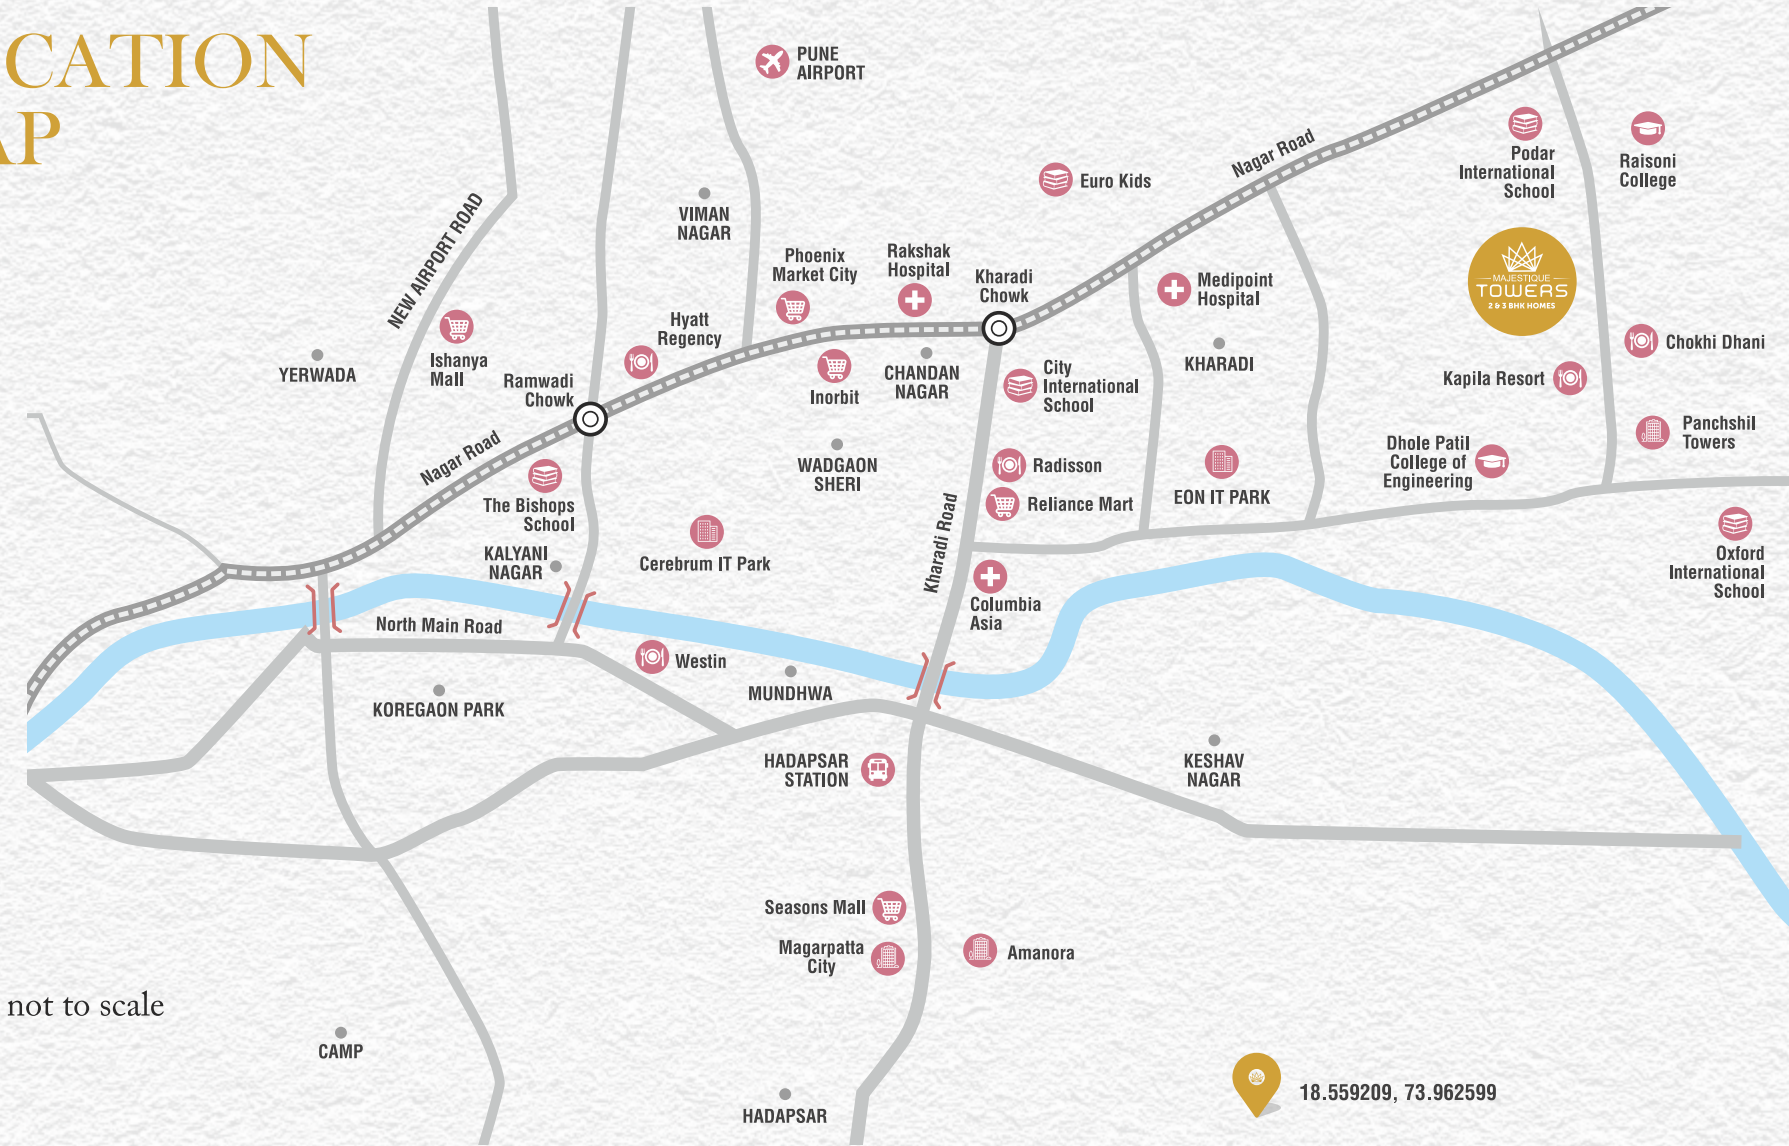 CATION
AP
PUNE
AIRPORT
Nagar Road
Podar
International
School
Raisoni
College
Euro Kids
VIMAN
NAGAR
NEW AIRPORT ROAD
Phoenix
Market City
Rakshak
Hospital
Kharadi
Chowk
Medipoint
Hospital
MAJESTIQUE
TOWERS
2 & 3 BHK HOMES
Hyatt
Regency
Ishanya
Mall
YERWADA
Ramwadi
Chowk
Inorbit
CHANDAN
NAGAR
City
International
School
KHARADI
Chokhi Dhani
Kapila Resort
Panchshil
Towers
Nagar Road
WADGAON
SHERI
Radisson
Dhole Patil
College of
Engineering
The Bishops
School
Reliance Mart
EON IT PARK
Kharadi Road
KALYANI
NAGAR
Cerebrum IT Park
Oxford
International
School
Columbia
Asia
North Main Road
Westin
MUNDHWA
KOREGAON PARK
HADAPSAR
STATION
KESHAV
NAGAR
Seasons Mall
Magarpatta
City
Amanora
not to scale
CAMP
HADAPSAR
18.559209, 73.962599